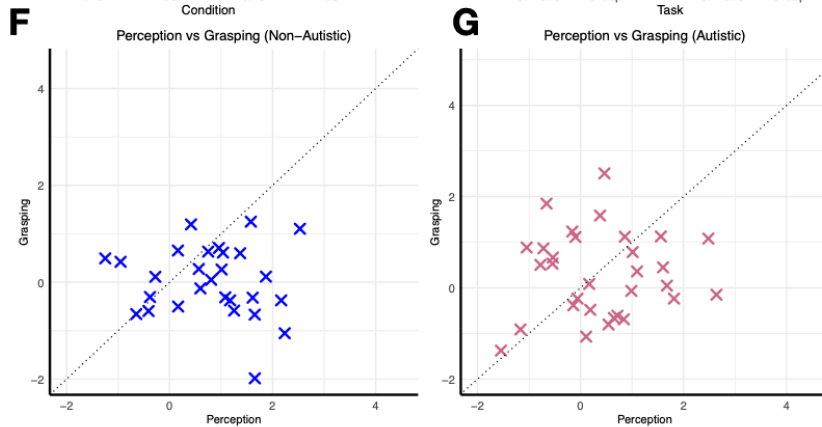 Condition
Task
F
G
Perception vs Grasping (Non−Autistic)
Perception vs Grasping (Autistic)
Grasping
4
2
0
−2
−2
0
2
4
Perception
Grasping
4
2
0
−2
−2
0
2
4
Perception